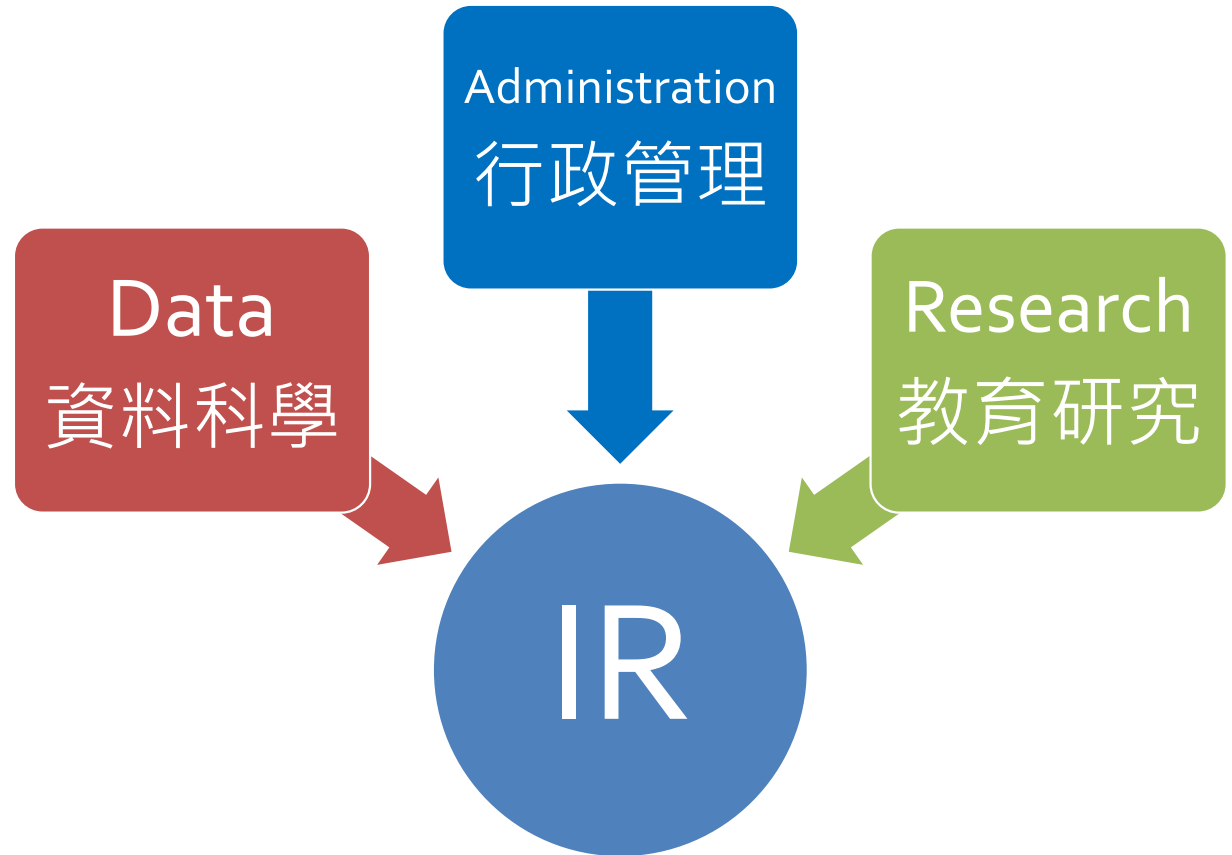 Administration
行政管理
Data
資料科學
Research
教育研究
IR